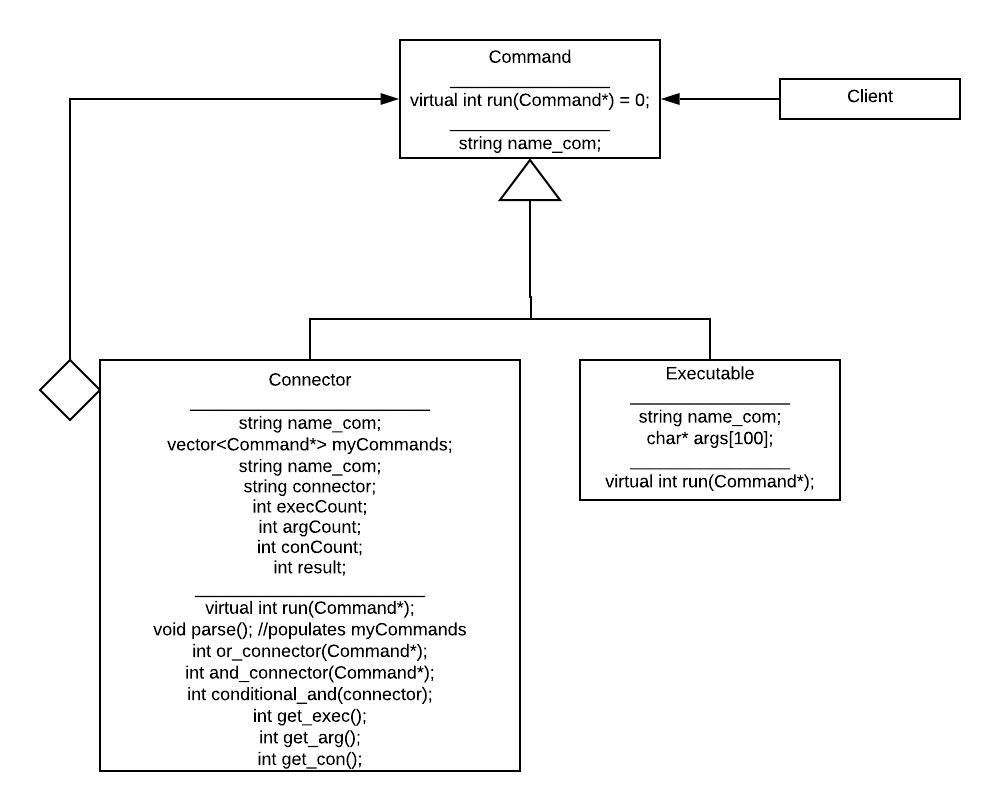 Command
virtual int run(Command*) = 0;
string name_com;
Client
Connector
string name_com;
vector<Command*> myCommands;
string name_com;
string connector;
int execCount;
int argCount;
int conCount;
int result;
virtual int run(Command*);
void parse(); //populates myCommands
int or_connector(Command*);
int and_connector(Command*);
int conditional_and(connector);
int get_exec();
int get_arg();
int get_con();
Executable
string name_com;
char* args[100];
virtual int run(Command*);